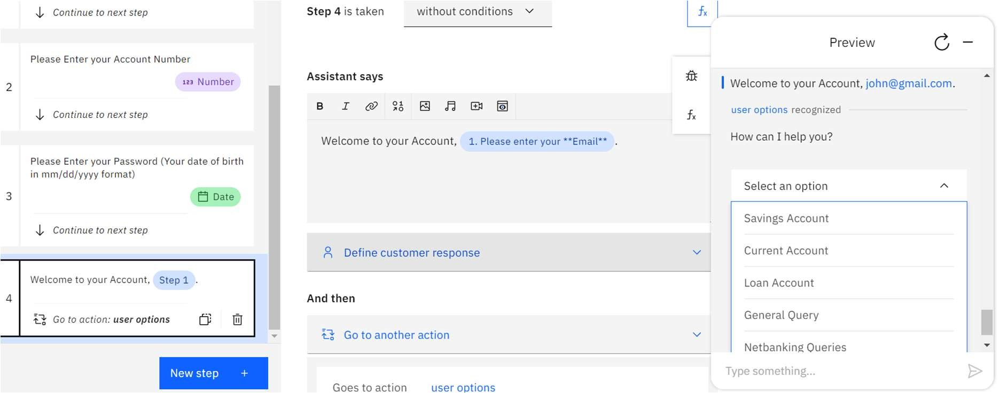 Continue to next step
2
Please Enter your Account Number
123 Number
Continue to next step
3
Please Enter your Password (Your date of birth
in mm/dd/yyyy format)
Date
Continue to next step
4
Welcome to your Account, Step 1 .
Go to action: user options
New step +
Step 4 is taken without conditions
fx
Assistant says
B I
fx
Welcome to your Account, 1. Please enter your **Email** .
Define customer response
And then
Go to another action
Goes to action user options
Preview
Welcome to your Account, john@gmail.com.
user options recognized
How can I help you?
Select an option
Savings Account
Current Account
Loan Account
General Query
Netbanking Queries
Type something...